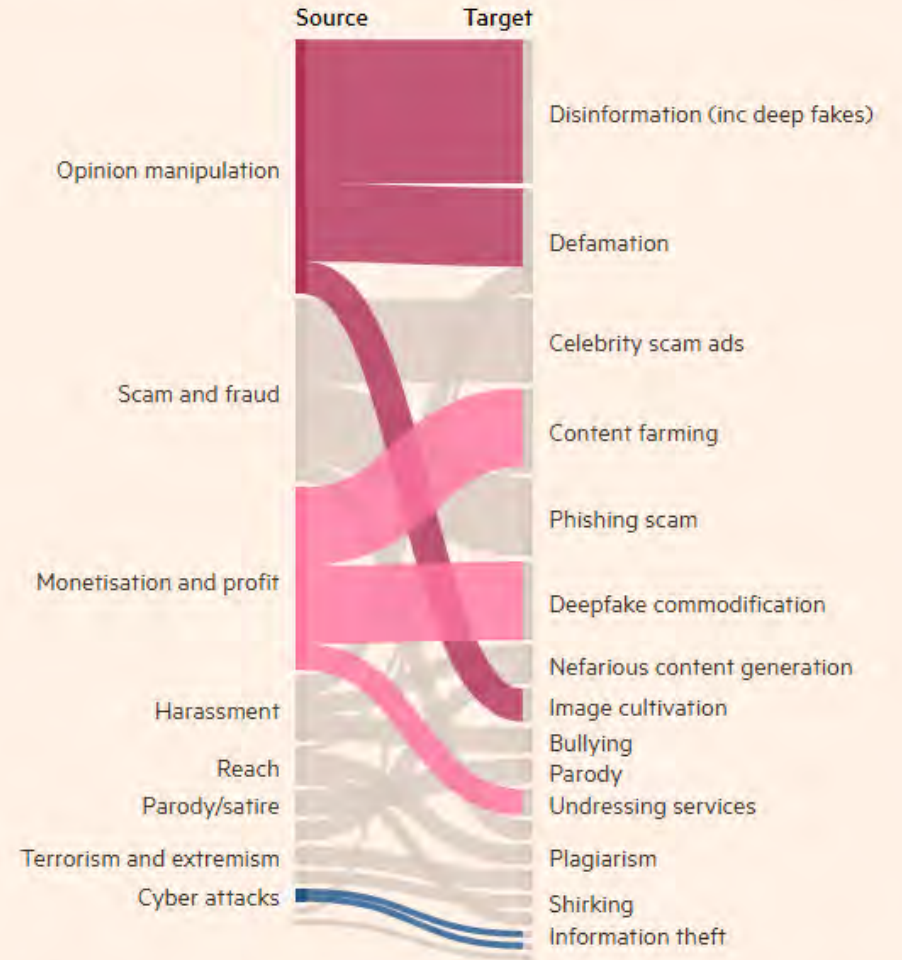 Source Target
Opinion manipulation
Scam and fraud
Monetisation and profit
Harassment
Reach
Parody/satire
Terrorism and extremism
Cyber attacks
Disinformation (inc deep fakes)
Defamation
Celebrity scam ads
Content farming
Phishing scam
Deepfake commodification
Nefarious content generation
Image cultivation
Bullying
Parody
Undressing services
Plagiarism
Shirking
Information theft